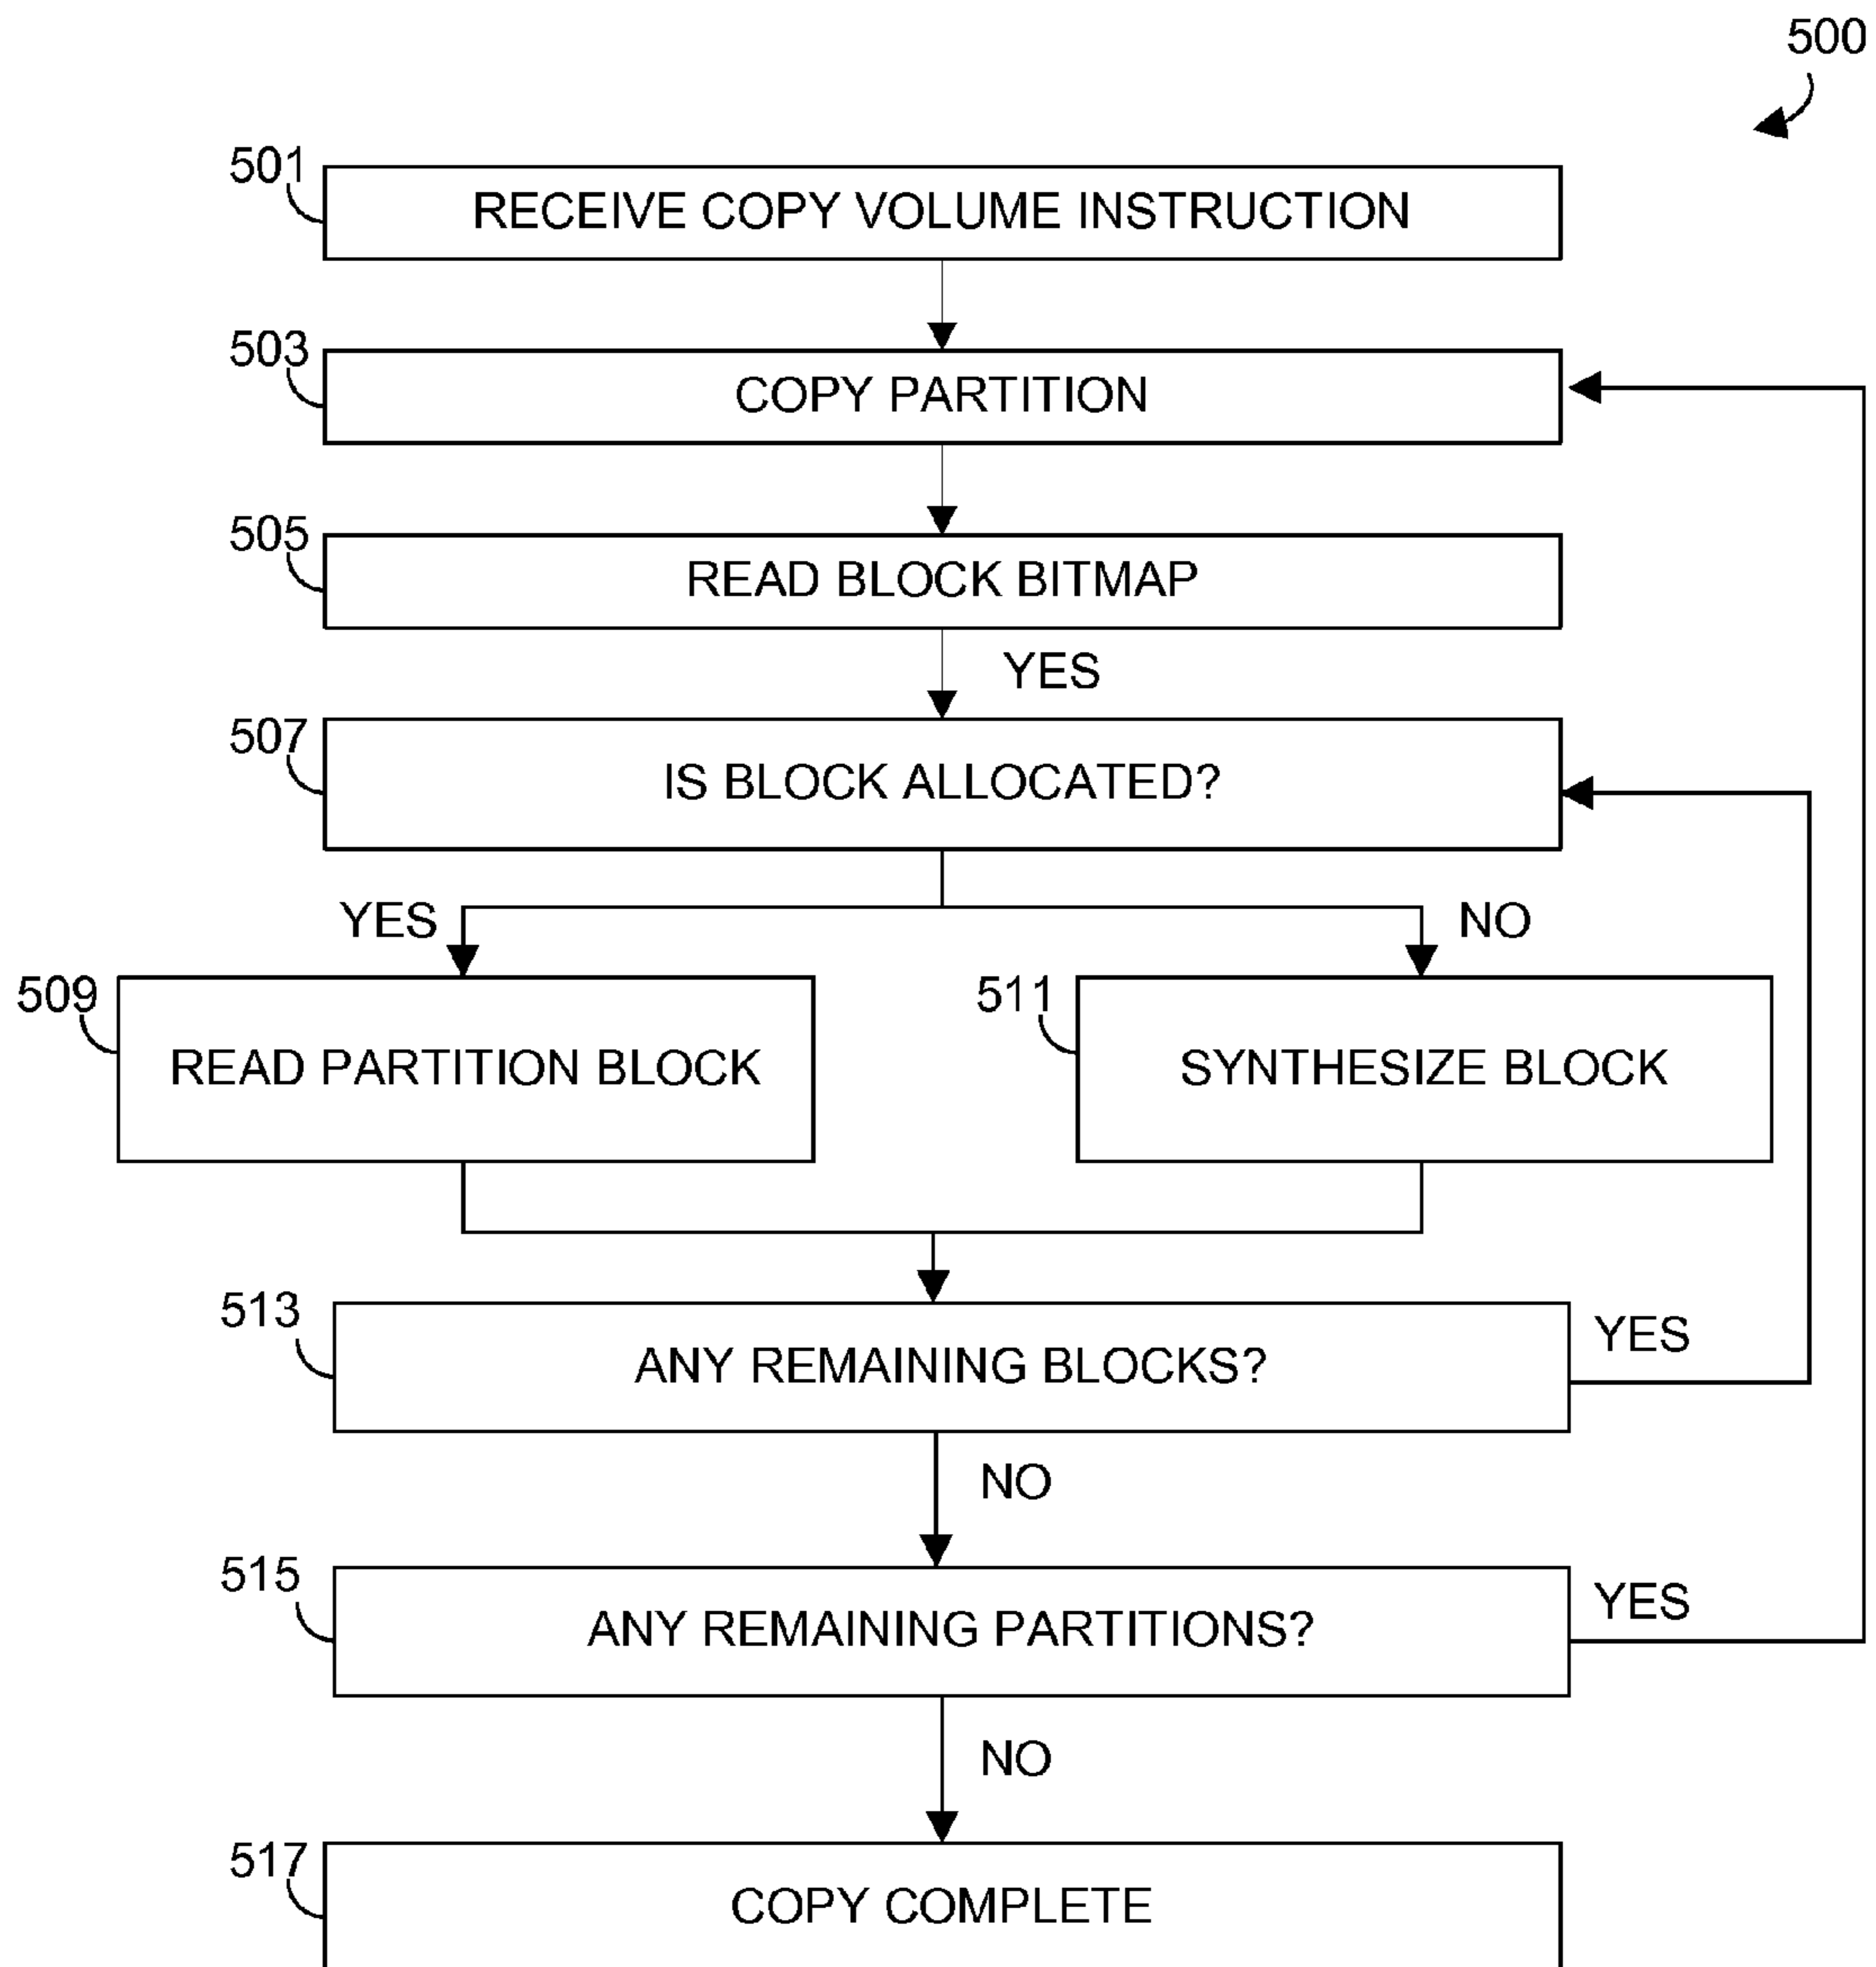 500
501
RECEIVE COPY VOLUME INSTRUCTION
503
COPY PARTITION
505
READ BLOCK BITMAP
YES
507
IS BLOCK ALLOCATED?
YES
NO
509
READ PARTITION BLOCK
511
SYNTHESIZE BLOCK
513
ANY REMAINING BLOCKS?
YES
NO
515
ANY REMAINING PARTITIONS?
YES
NO
517
COPY COMPLETE